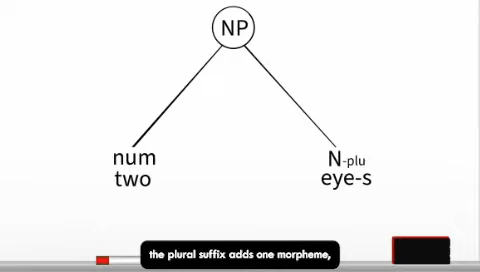 NP
num
two
N-plu
eye-s
the plural suffix adds one morpheme,